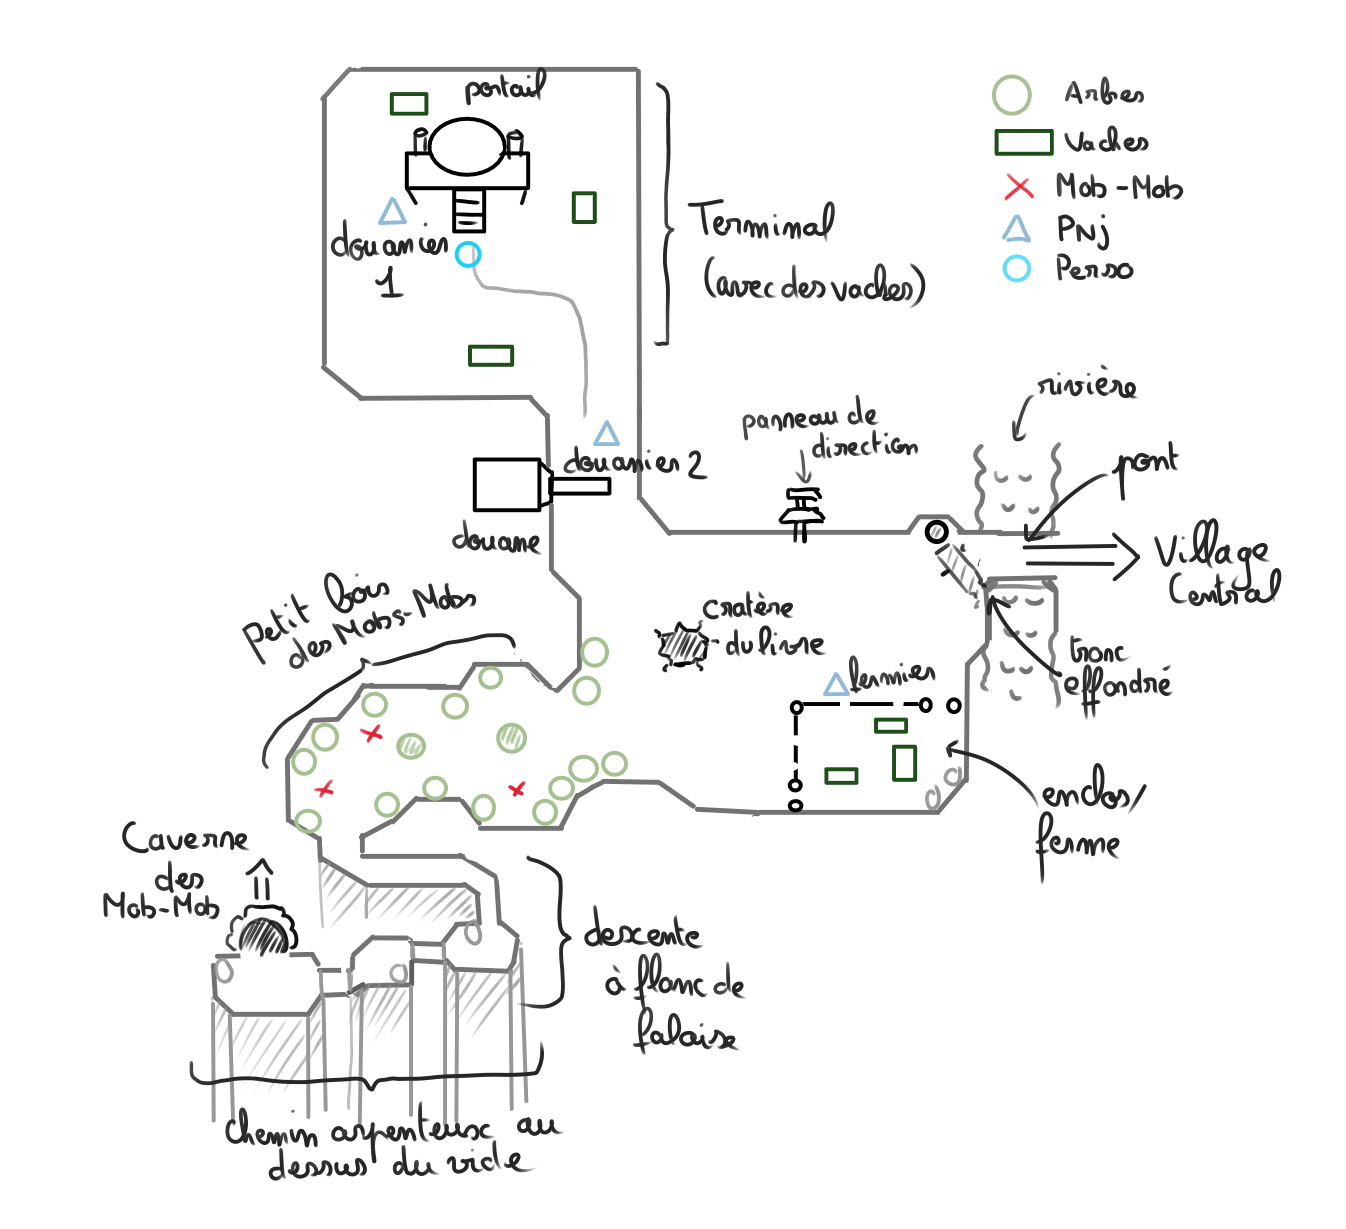 portail
Arbres
Vaches
Mob-Mob
PNj
Perso
Terminal
(avec des vaches)
douanier
1
rivière
panneau de
direction
pont
douanier 2
douane
Village
Central
Petit bois
des Mobs-Mobs
cratère
du livre
tronc
effondré
fermier
enclos/
ferme
Caverne
des
Mob-Mob
descente
à flanc de
falaise
Chemin arpenteux au
dessus du vide